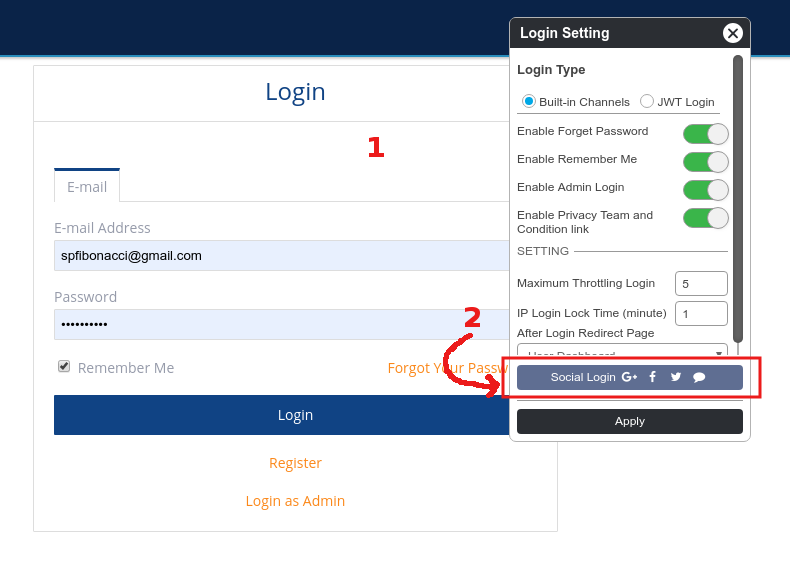 Login
1
E-mail
E-mail Address
spfibonacci@gmail.com
Password
••••••••••
Remember Me
Forgot Your Passw
Login
Register
Login as Admin
Login Setting
Login Type
Built-in Channels JWT Login
Enable Forget Password
Enable Remember Me
Enable Admin Login
Enable Privacy Team and
Condition link
SETTING
Maximum Throttling Login 5
IP Login Lock Time (minute) 1
After Login Redirect Page
User Dashboard
2
Social Login G+ f
Apply